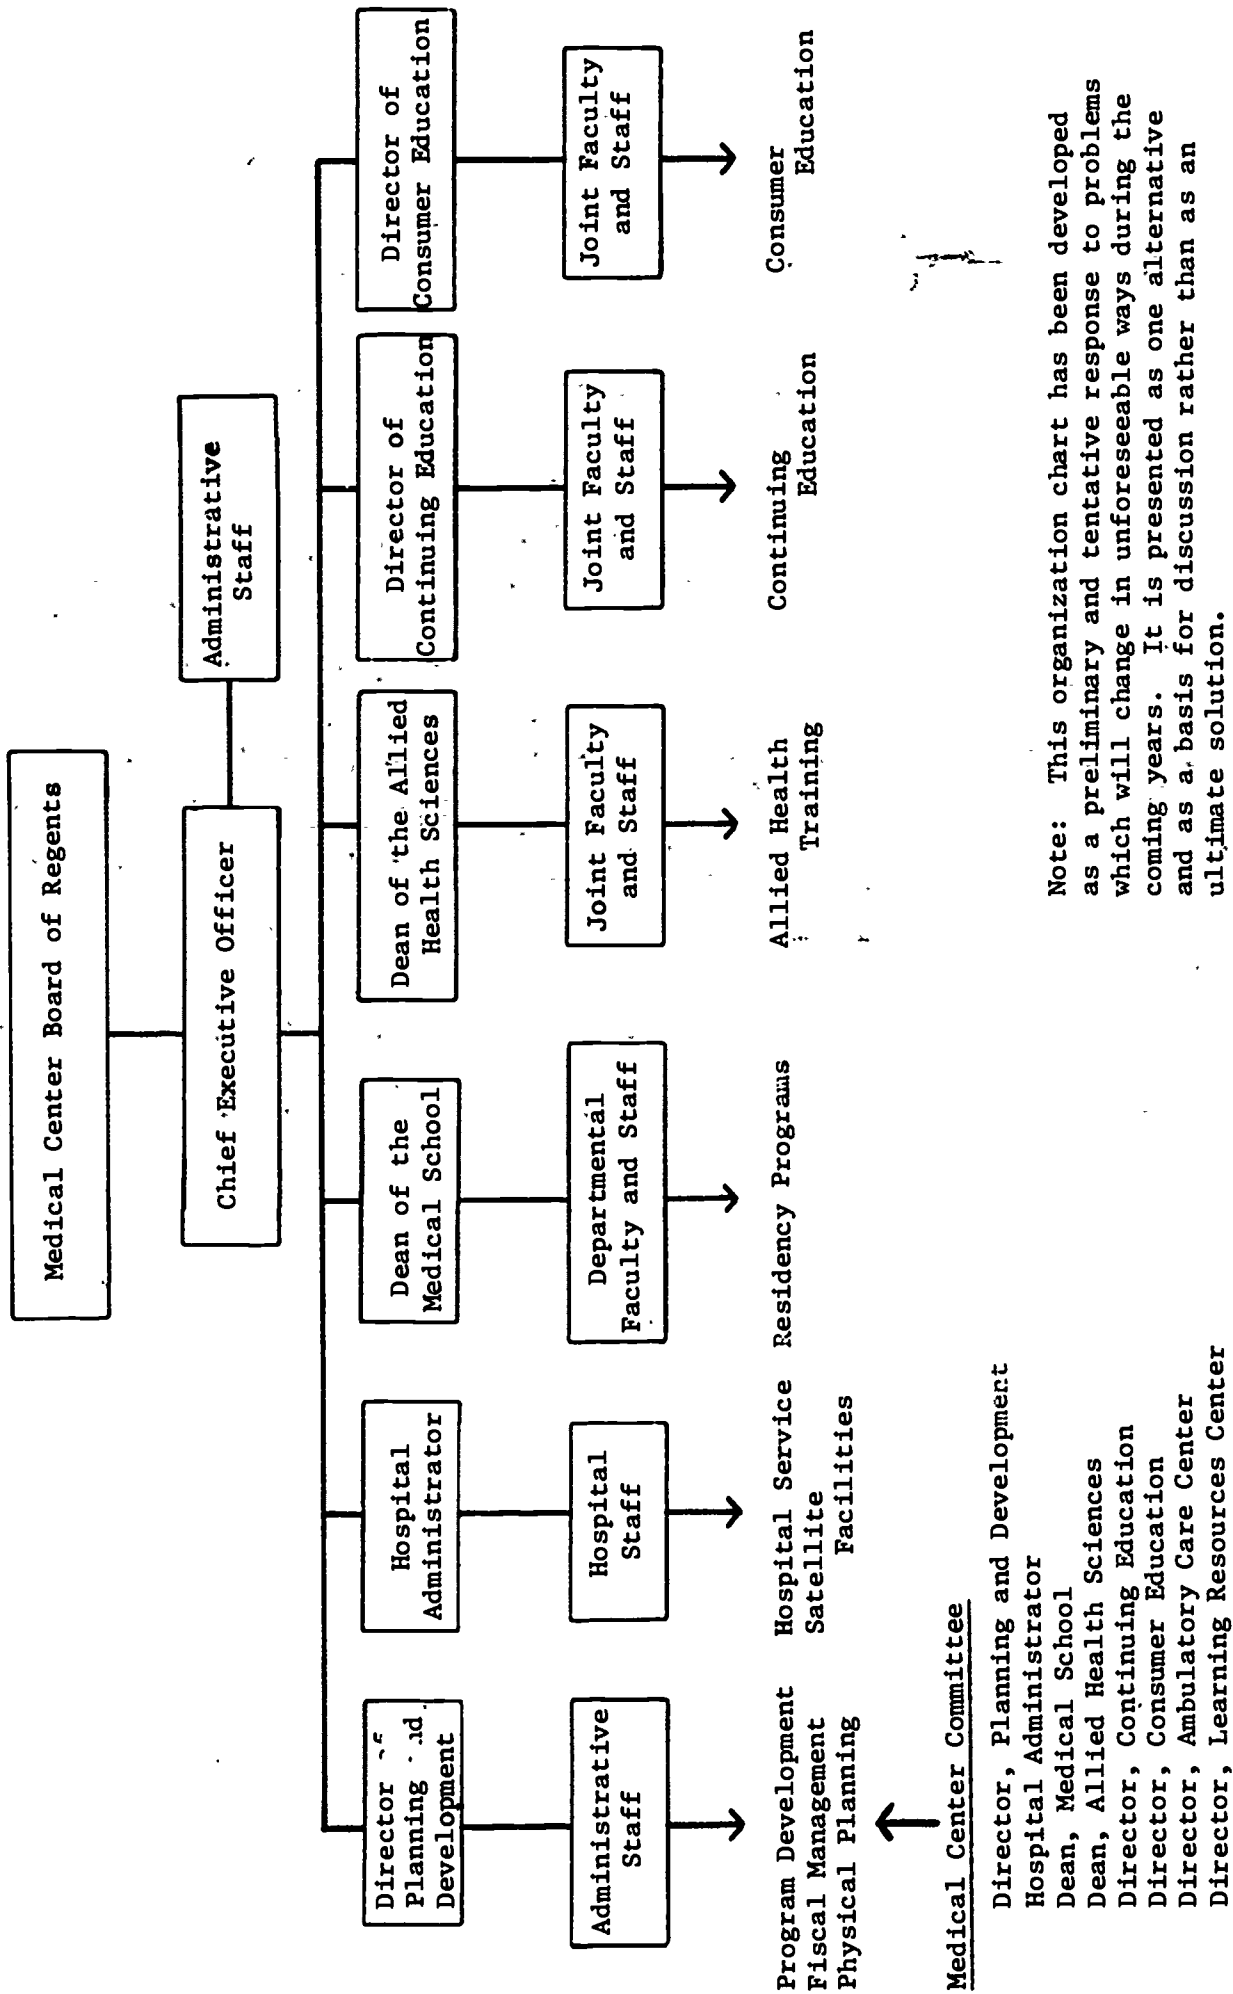 Medical Center Board of Regents
Chief Executive Officer
Administrative
Staff
Director
Planning
Development
Hospital
Administrator
Dean of the
Medical School
Dean of the Allied
Health Sciences
Director of
Continuing Education
Director of
Consumer Education
Administrative
Staff
Hospital
Staff
Departmental
Faculty and Staff
Joint Faculty
and Staff
Joint Faculty
and Staff
Joint Faculty
and Staff
Program Development
Fiscal Management
Physical Planning
Hospital Service
Satellite
Facilities
Residency Programs
Allied Health
Training
Continuing
Education
Consumer
Education
Medical Center Committee
Director, Planning and Development
Hospital Administrator
Dean, Medical School
Dean, Allied Health Sciences
Director, Continuing Education
Director, Consumer Education
Director, Ambulatory Care Center
Director, Learning Resources Center
Note: This organization chart has been developed
as a preliminary and tentative response to problems
which will change in unforeseeable ways during the
coming years. It is presented as one alternative
and as a basis for discussion rather than as an
ultimate solution.